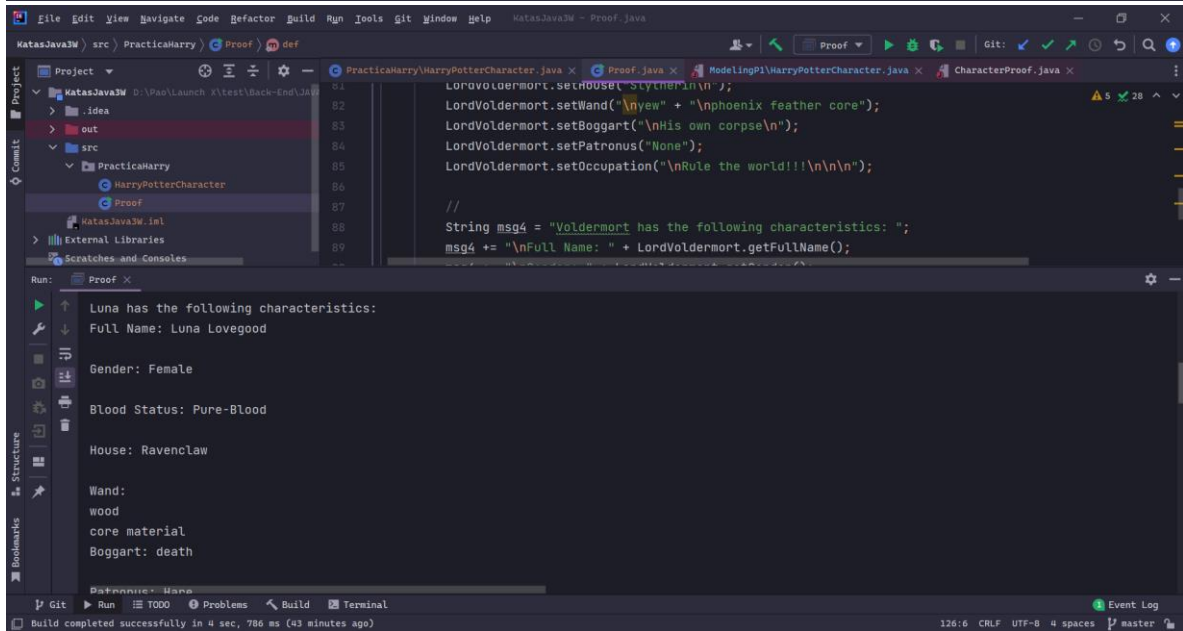 File Edit View Navigate Code Refactor Build Run Tools Git Window Help KatasJava3W - Proof.java
KatasJava3W src PracticaHarry Proof def
Proof Git:
Project
PracticaHarry\HarryPotterCharacter.java Proof.java ModelingP1\HarryPotterCharacter.java CharacterProof.java
KatasJava3W D:\Pao\Launch X\test\Back-End\JAV
.idea
out
src
PracticaHarry
HarryPotterCharacter
Proof
KatasJava3W.iml
External Libraries
Scratches and Consoles
5 28
81 LordVoldermort.setHouse("Slytherin\n");
82 LordVoldermort.setWand("\nyew" + "\nphoenix feather core");
83 LordVoldermort.setBoggart("\nHis own corpse\n");
84 LordVoldermort.setPatronus("None");
85 LordVoldermort.setOccupation("\nRule the world!!!\n\n\n");
86
87 //
88 String msg4 = "Voldermort has the following characteristics: ";
89 msg4 += "\nFull Name: " + LordVoldermort.getFullName();
Project
Commit
Structure
Bookmarks
Run: Proof
Luna has the following characteristics:
Full Name: Luna Lovegood
Gender: Female
Blood Status: Pure-Blood
House: Ravenclaw
Wand:
wood
core material
Boggart: death
Patronus: Hare
Git Run TODO Problems Build Terminal 1 Event Log
Build completed successfully in 4 sec, 786 ms (43 minutes ago) 126:6 CRLF UTF-8 4 spaces master